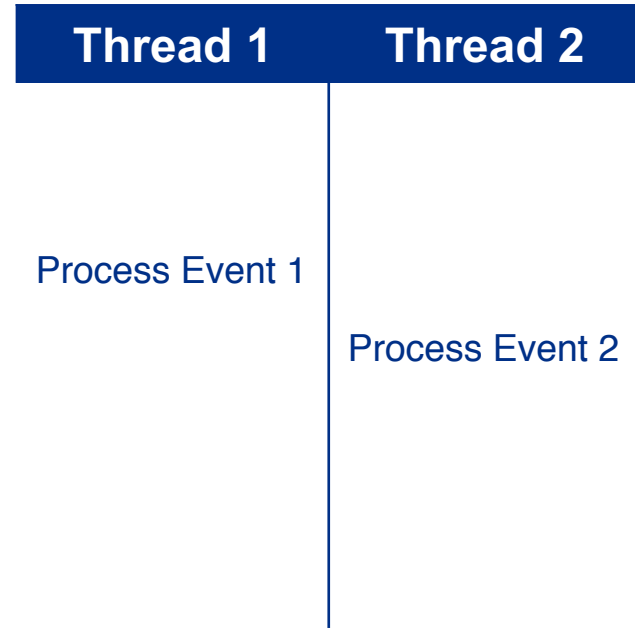 Thread 1
Thread 2
Process Event 1
Process Event 2